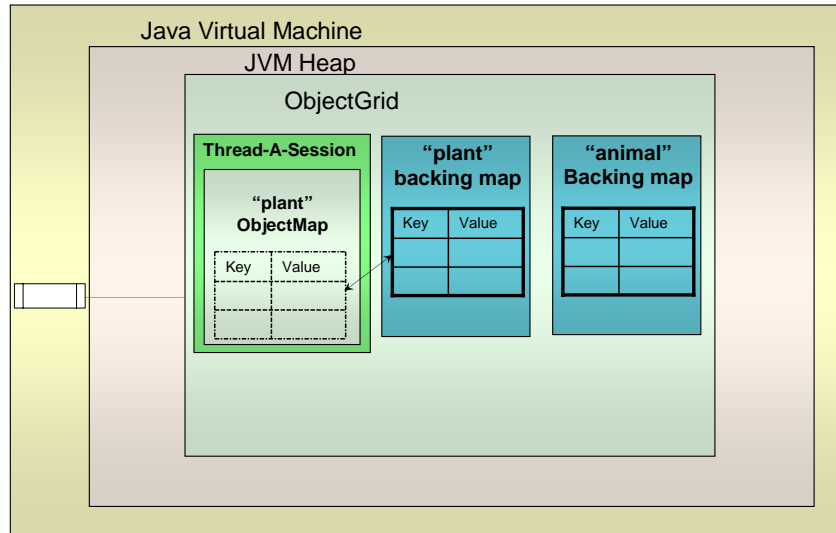 Java Virtual Machine
JVM Heap
ObjectGrid
Thread-A-Session
“plant”
ObjectMap
Key Value
“plant”
backing map
Key Value
“animal”
Backing map
Key Value